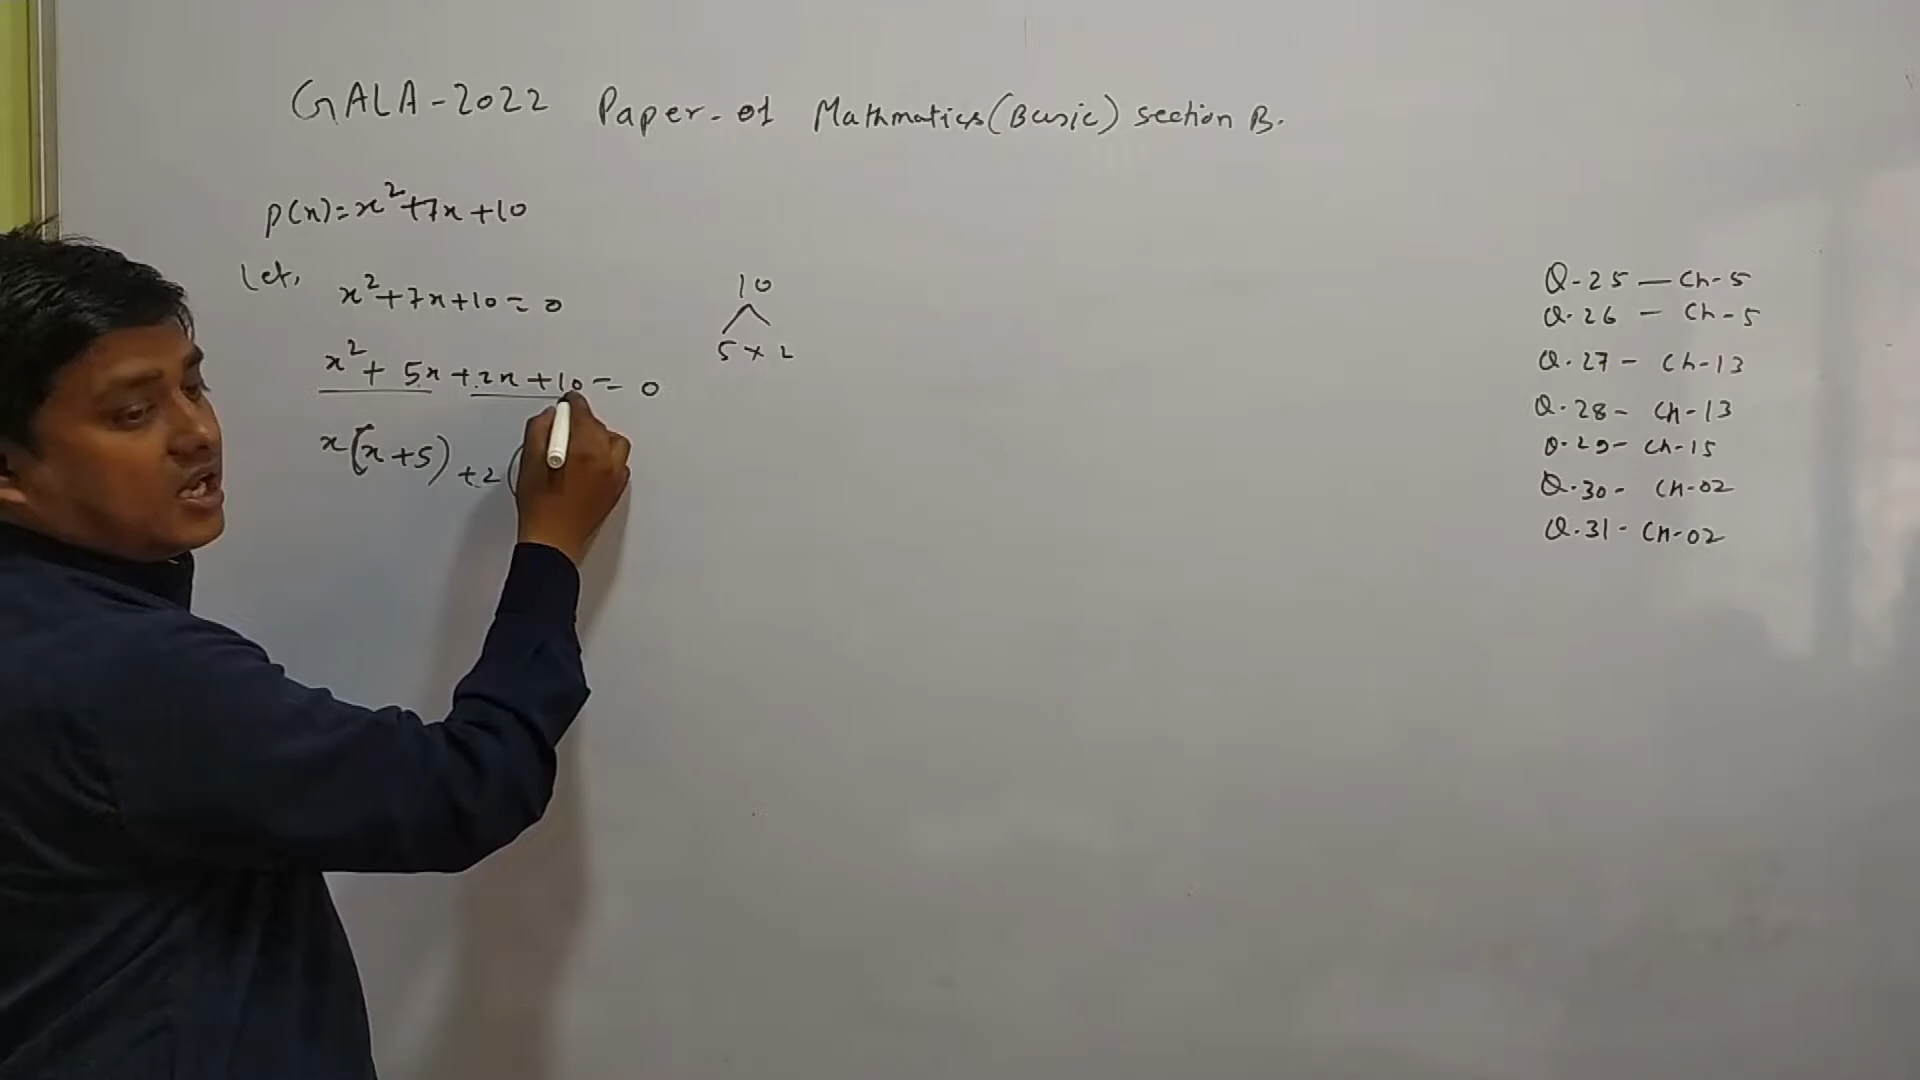 GALA-2022 Paper-of Mathmatics (Basic) section B.
p(x)=x²+7x+10
Let,
x²+7x+10=0
x²+5x+2x+10=0
x(x+5)+2(
10
5×2
Q-25 — Ch-5
Q-26 — Ch-5
Q.27- Ch-13
Q.28- Ch-13
Q-29- Ch-15
Q.30- Ch-02
Q.31- Ch-02